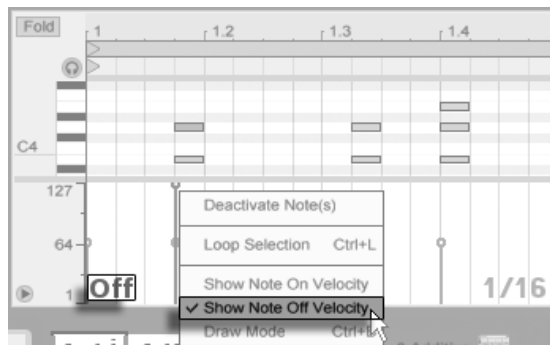 Fold
1 1.2 1.3 1.4
C4
127
64
1 Off 1/16
Deactivate Note(s)
Loop Selection Ctrl+L
Show Note On Velocity
✓ Show Note Off Velocity
Draw Mode